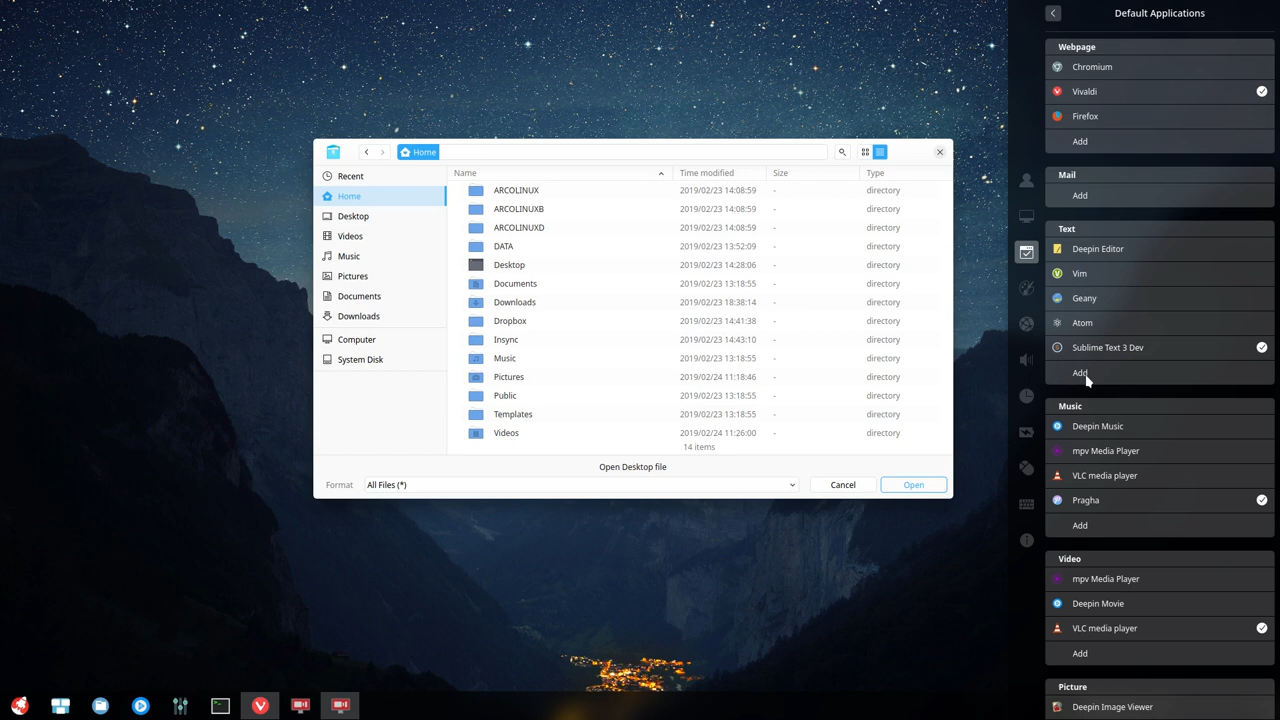 Home
Recent
Home
Desktop
Videos
Music
Pictures
Documents
Downloads
Computer
System Disk
Name Time modified Size Type
ARCOLINUX 2019/02/23 14:08:59 - directory
ARCOLINUXB 2019/02/23 14:08:59 - directory
ARCOLINUXD 2019/02/23 14:08:59 - directory
DATA 2019/02/23 13:52:09 - directory
Desktop 2019/02/23 14:28:06 - directory
Documents 2019/02/23 13:18:55 - directory
Downloads 2019/02/23 18:38:14 - directory
Dropbox 2019/02/23 14:41:38 - directory
Insync 2019/02/23 14:43:10 - directory
Music 2019/02/23 13:18:55 - directory
Pictures 2019/02/24 11:18:46 - directory
Public 2019/02/23 13:18:55 - directory
Templates 2019/02/23 13:18:55 - directory
Videos 2019/02/24 11:26:00 - directory
14 items
Open Desktop file
Format All Files (*) Cancel Open
Default Applications
Webpage
Chromium
Vivaldi
Firefox
Add
Mail
Add
Text
Deepin Editor
Vim
Geany
Atom
Sublime Text 3 Dev
Add
Music
Deepin Music
mpv Media Player
VLC media player
Pragha
Add
Video
mpv Media Player
Deepin Movie
VLC media player
Add
Picture
Deepin Image Viewer